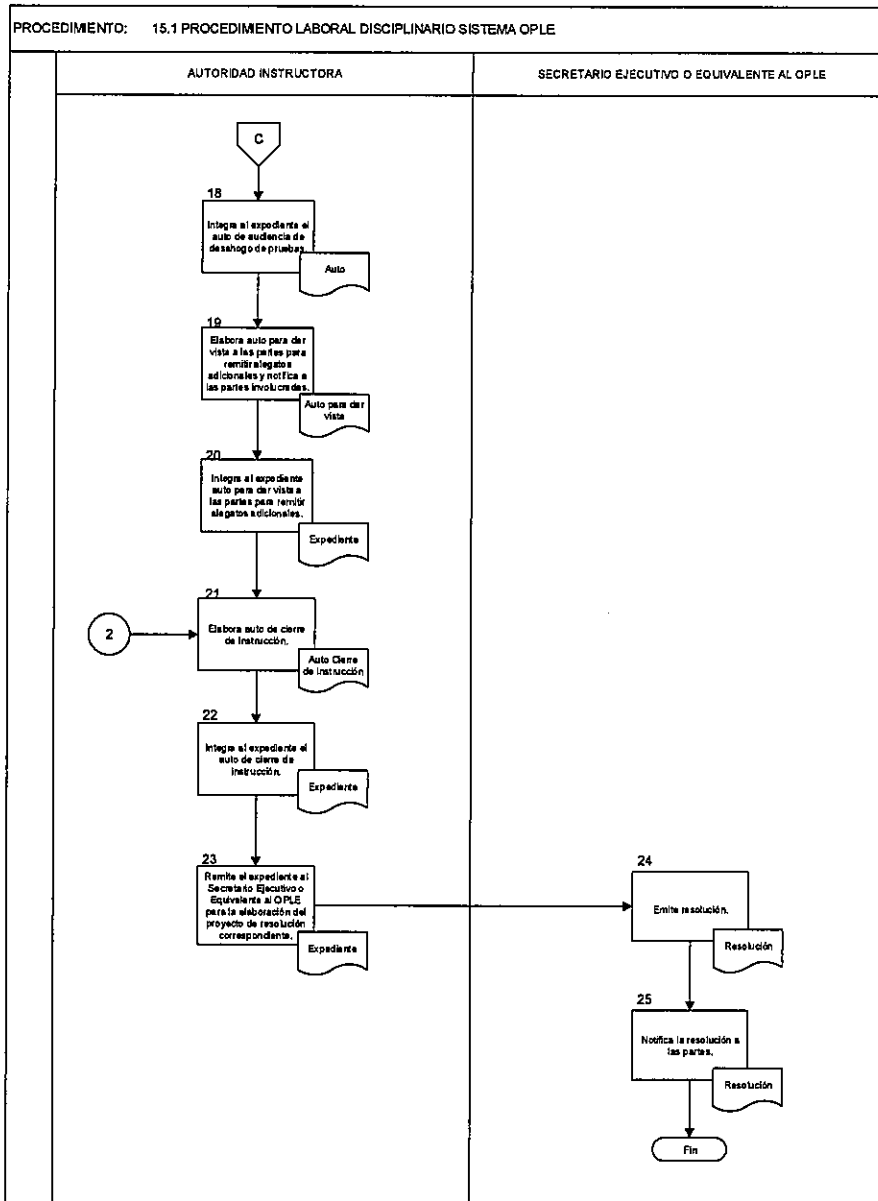 PROCEDIMIENTO: 15.1 PROCEDIMIENTO LABORAL DISCIPLINARIO SISTEMA OPLE
AUTORIDAD INSTRUCTORA
SECRETARIO EJECUTIVO O EQUIVALENTE AL OPLE
C
18
Integra al expediente el
auto de audiencia de
desahogo de pruebas.
Auto
19
Elabora auto para dar
vista a las partes para
remitir alegatos
adicionales y notifica a
las partes involucradas.
Auto para dar
vista
20
Integra al expediente
auto para dar vista a
las partes para remitir
alegatos adicionales.
Expediente
21
2
Elabora auto de cierre
de instrucción.
Auto Cierre
de Instrucción
22
Integra al expediente el
auto de cierre de
instrucción.
Expediente
23
Remite el expediente al
Secretario Ejecutivo o
Equivalente al OPLE
para la elaboración del
proyecto de resolución
correspondiente.
Expediente
24
Emite resolución.
Resolución
25
Notifica la resolución a
las partes.
Resolución
Fin